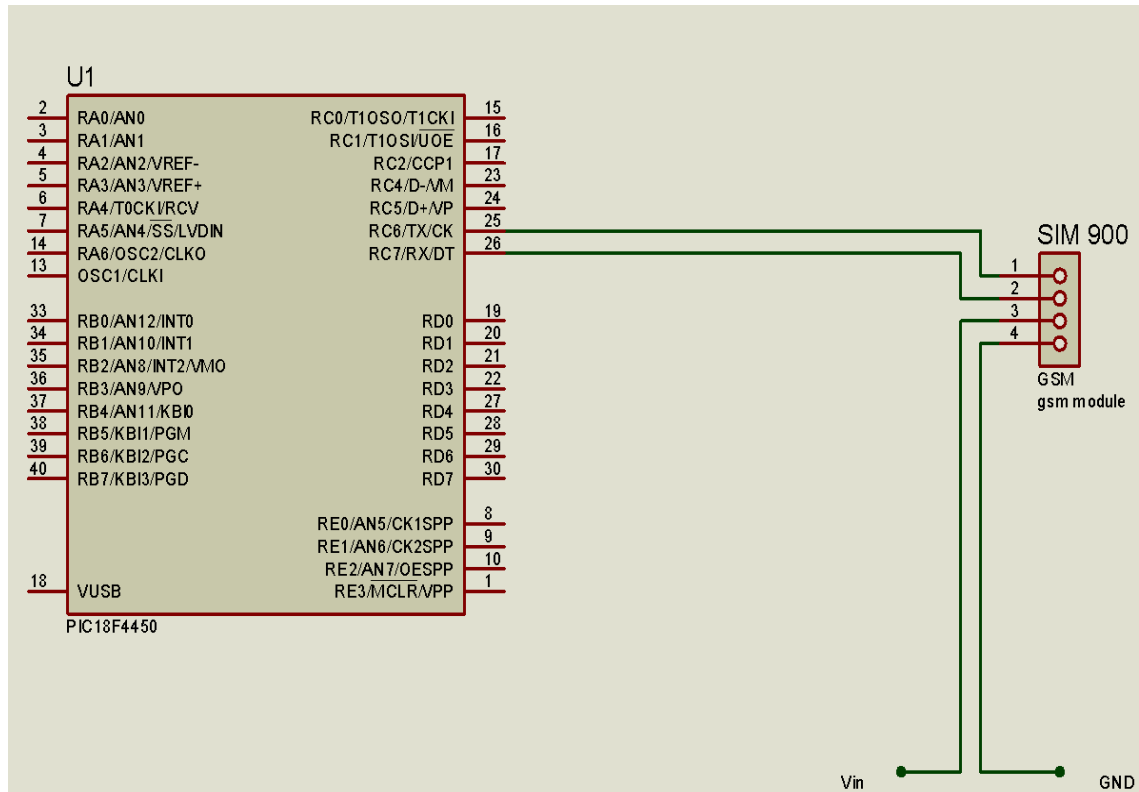 U1
2 RA0/AN0
3 RA1/AN1
4 RA2/AN2/VREF-
5 RA3/AN3/VREF+
6 RA4/T0CKI/RCV
7 RA5/AN4/SS/LVDIN
14 RA6/OSC2/CLKO
13 OSC1/CLKI
33 RB0/AN12/INT0
34 RB1/AN10/INT1
35 RB2/AN8/INT2/VMO
36 RB3/AN9/VPO
37 RB4/AN11/KBI0
38 RB5/KBI1/PGM
39 RB6/KBI2/PGC
40 RB7/KBI3/PGD
18 VUSB
RC0/T1OSO/T1CKI 15
RC1/T1OSI/UOE 16
RC2/CCP1 17
RC4/D-/VM 23
RC5/D+/VP 24
RC6/TX/CK 25
RC7/RX/DT 26
RD0 19
RD1 20
RD2 21
RD3 22
RD4 27
RD5 28
RD6 29
RD7 30
RE0/AN5/CK1SPP 8
RE1/AN6/CK2SPP 9
RE2/AN7/OESPP 10
RE3/MCLR/VPP 1
PIC18F4450
SIM 900
1
2
3
4
GSM
gsm module
Vin
GND